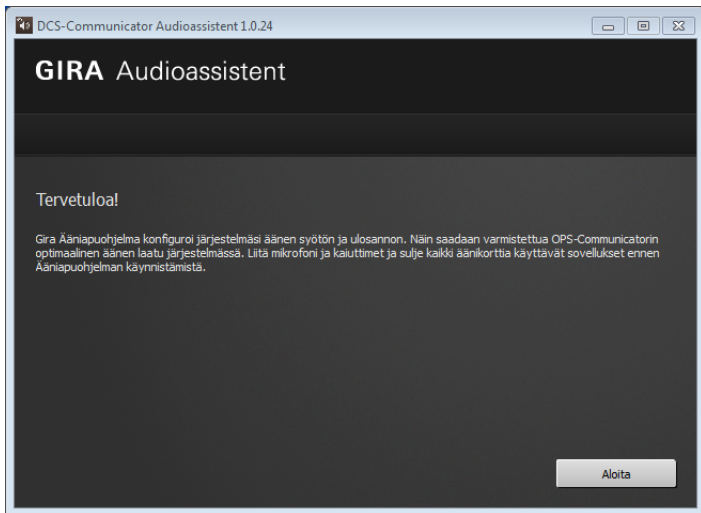 DCS-Communicator Audioassistent 1.0.24
GIRA Audioassistent
Tervetuloa!
Gira Ääniapuohjelma konfiguroi järjestelmäsi äänen syötön ja ulosannon. Näin saadaan varmistettua OPS-Communicatorin
optimaalinen äänen laatu järjestelmässä. Liitä mikrofoni ja kaiuttimet ja sulje kaikki äänikorttia käyttävät sovellukset ennen
Ääniapuohjelman käynnistämistä.
Aloita